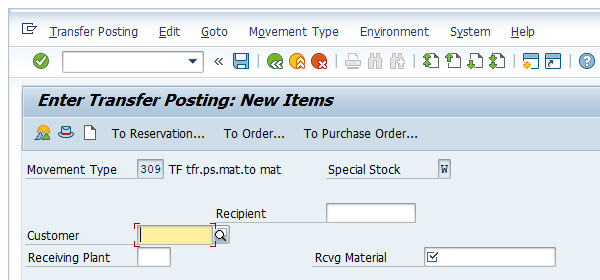 Transfer Posting Edit Goto Movement Type Environment System Help
Enter Transfer Posting: New Items
To Reservation... To Order... To Purchase Order...
Movement Type 309 TF tfr.ps.mat.to mat Special Stock W
Recipient
Customer
Receiving Plant Rcvg Material